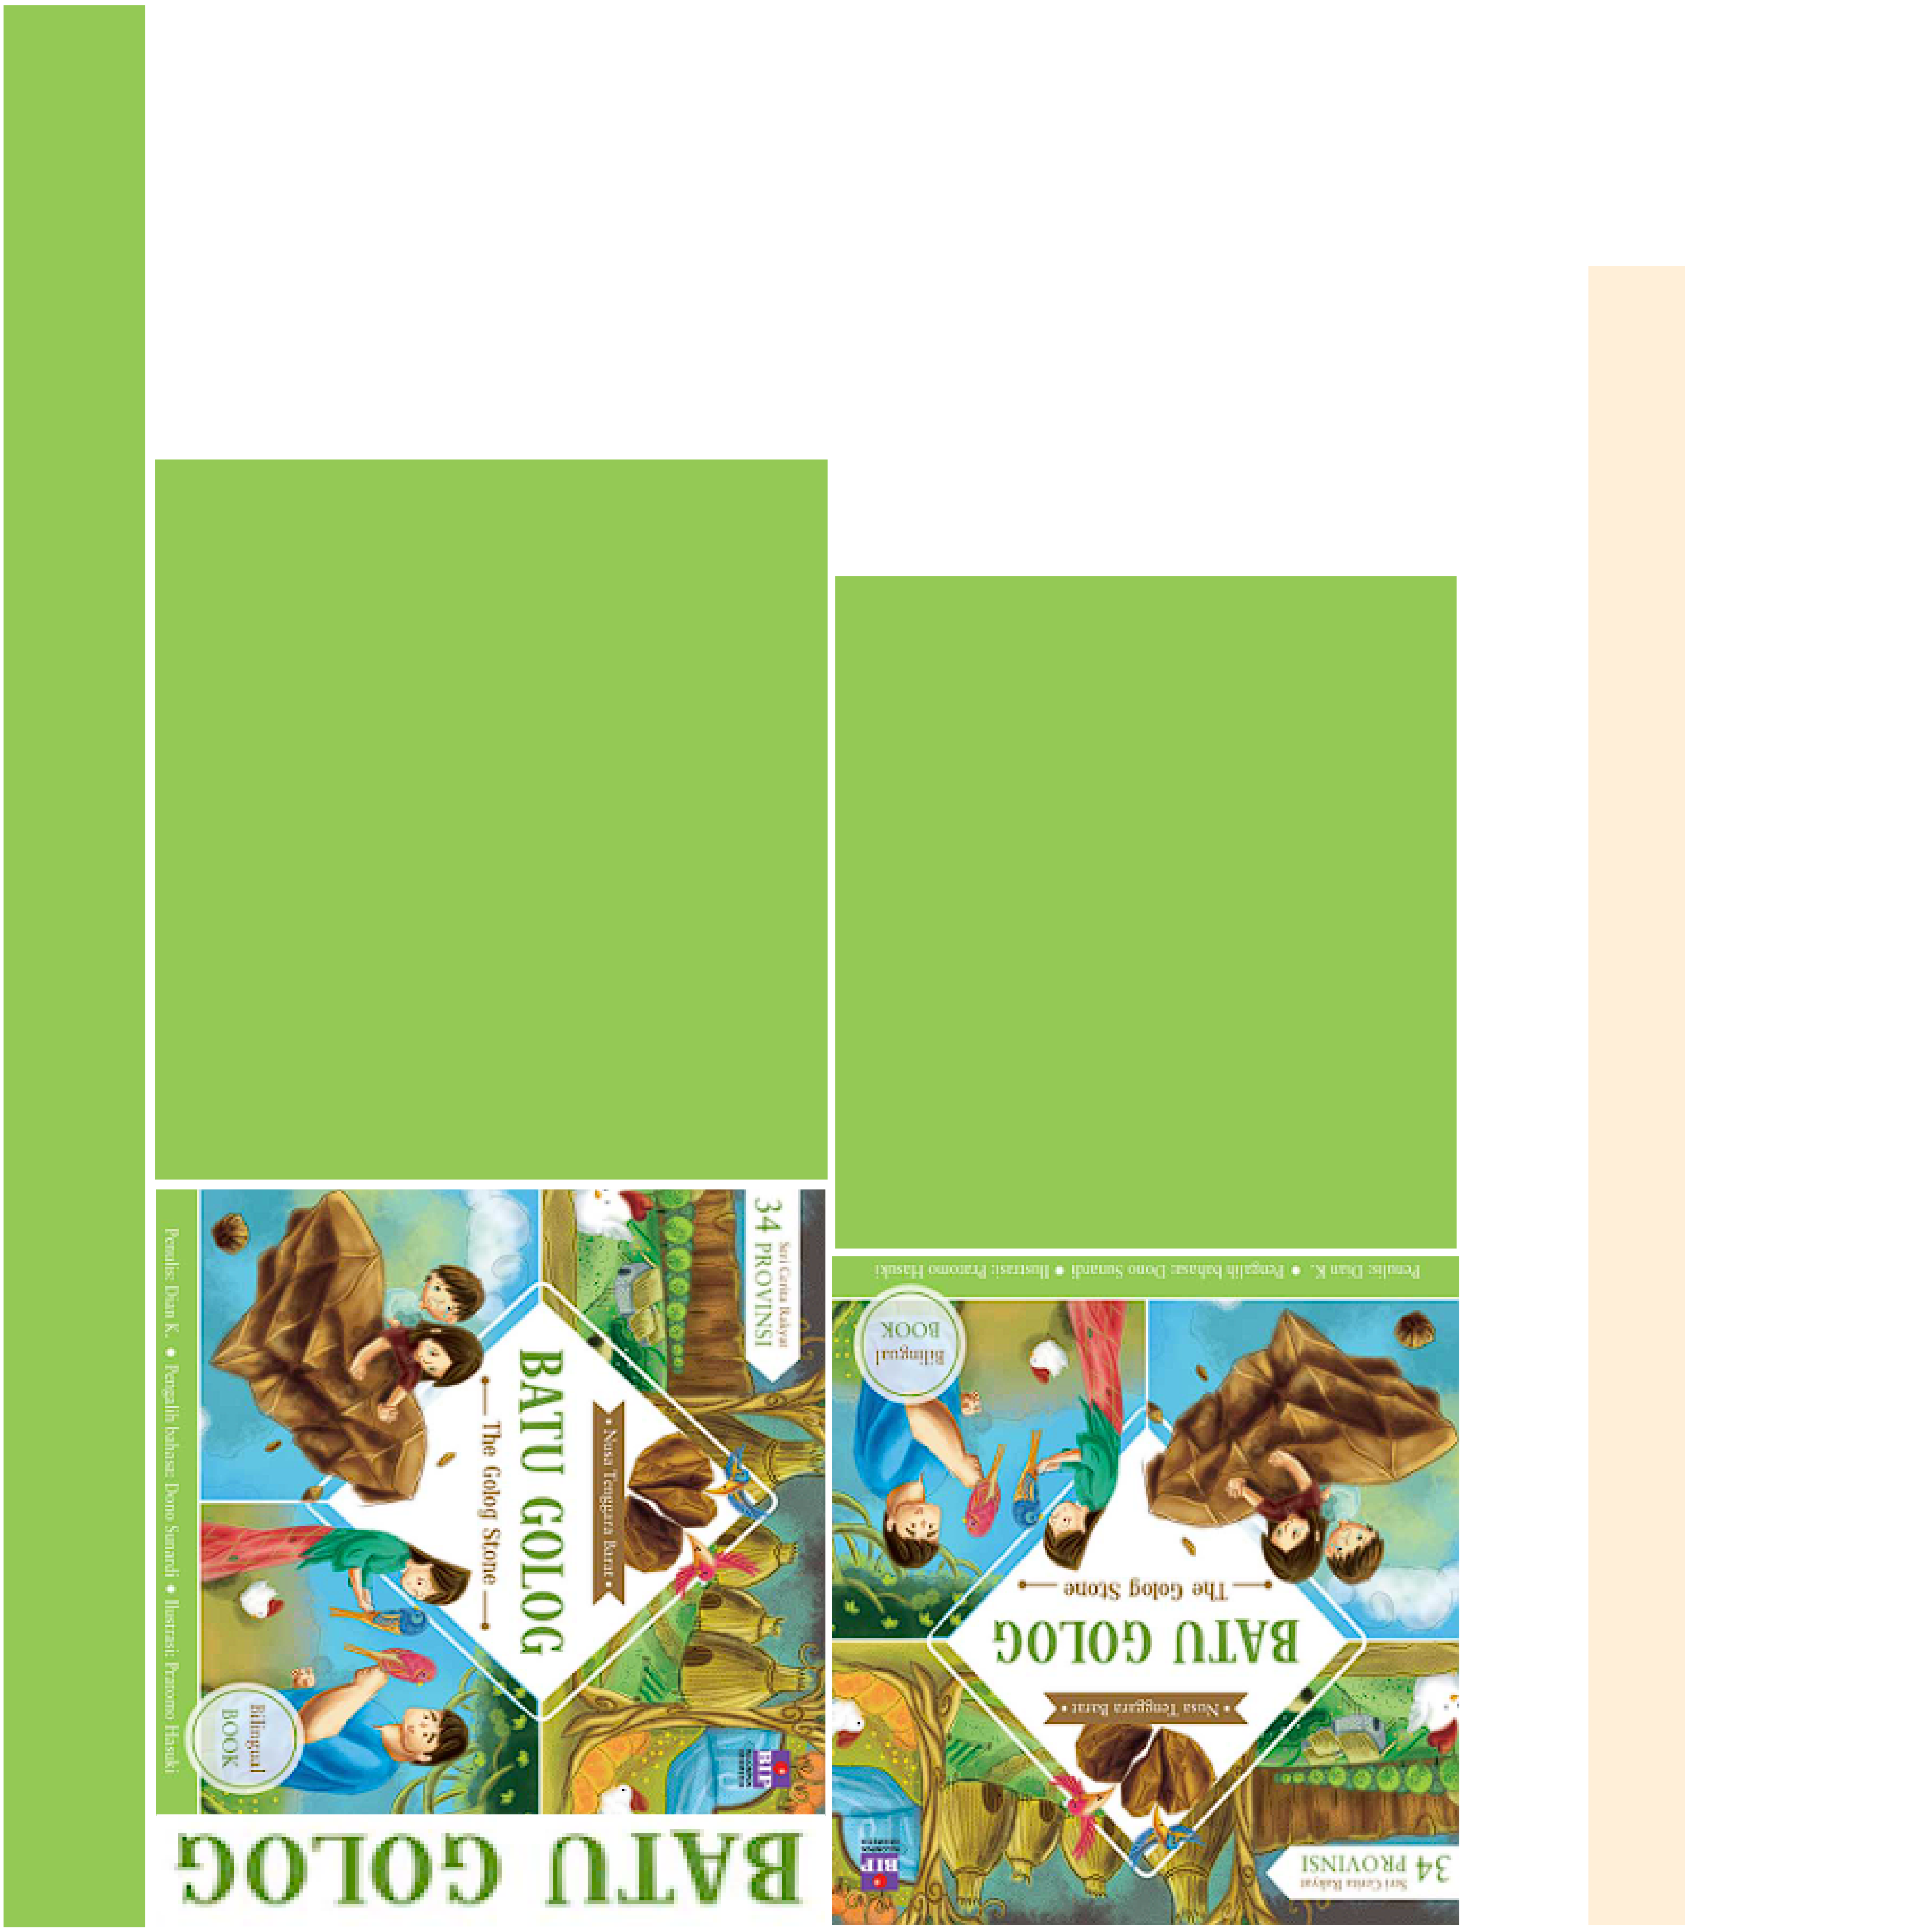 34 PROVINSI
Seri Cerita Rakyat
Nusa Tenggara Barat
BATU GOLOG
The Golog Stone
Bilingual
BOOK
BIP
Penulis: Dian K. • Pengalih bahasa: Dono Sunardi • Ilustrasi: Pratomo Hasuki
BATU GOLOG
Penulis: Dian K. • Pengalih bahasa: Dono Sunardi • Ilustrasi: Pratomo Hasuki
Bilingual
BOOK
The Golog Stone
BATU GOLOG
Nusa Tenggara Barat
BIP
34 PROVINSI
Seri Cerita Rakyat